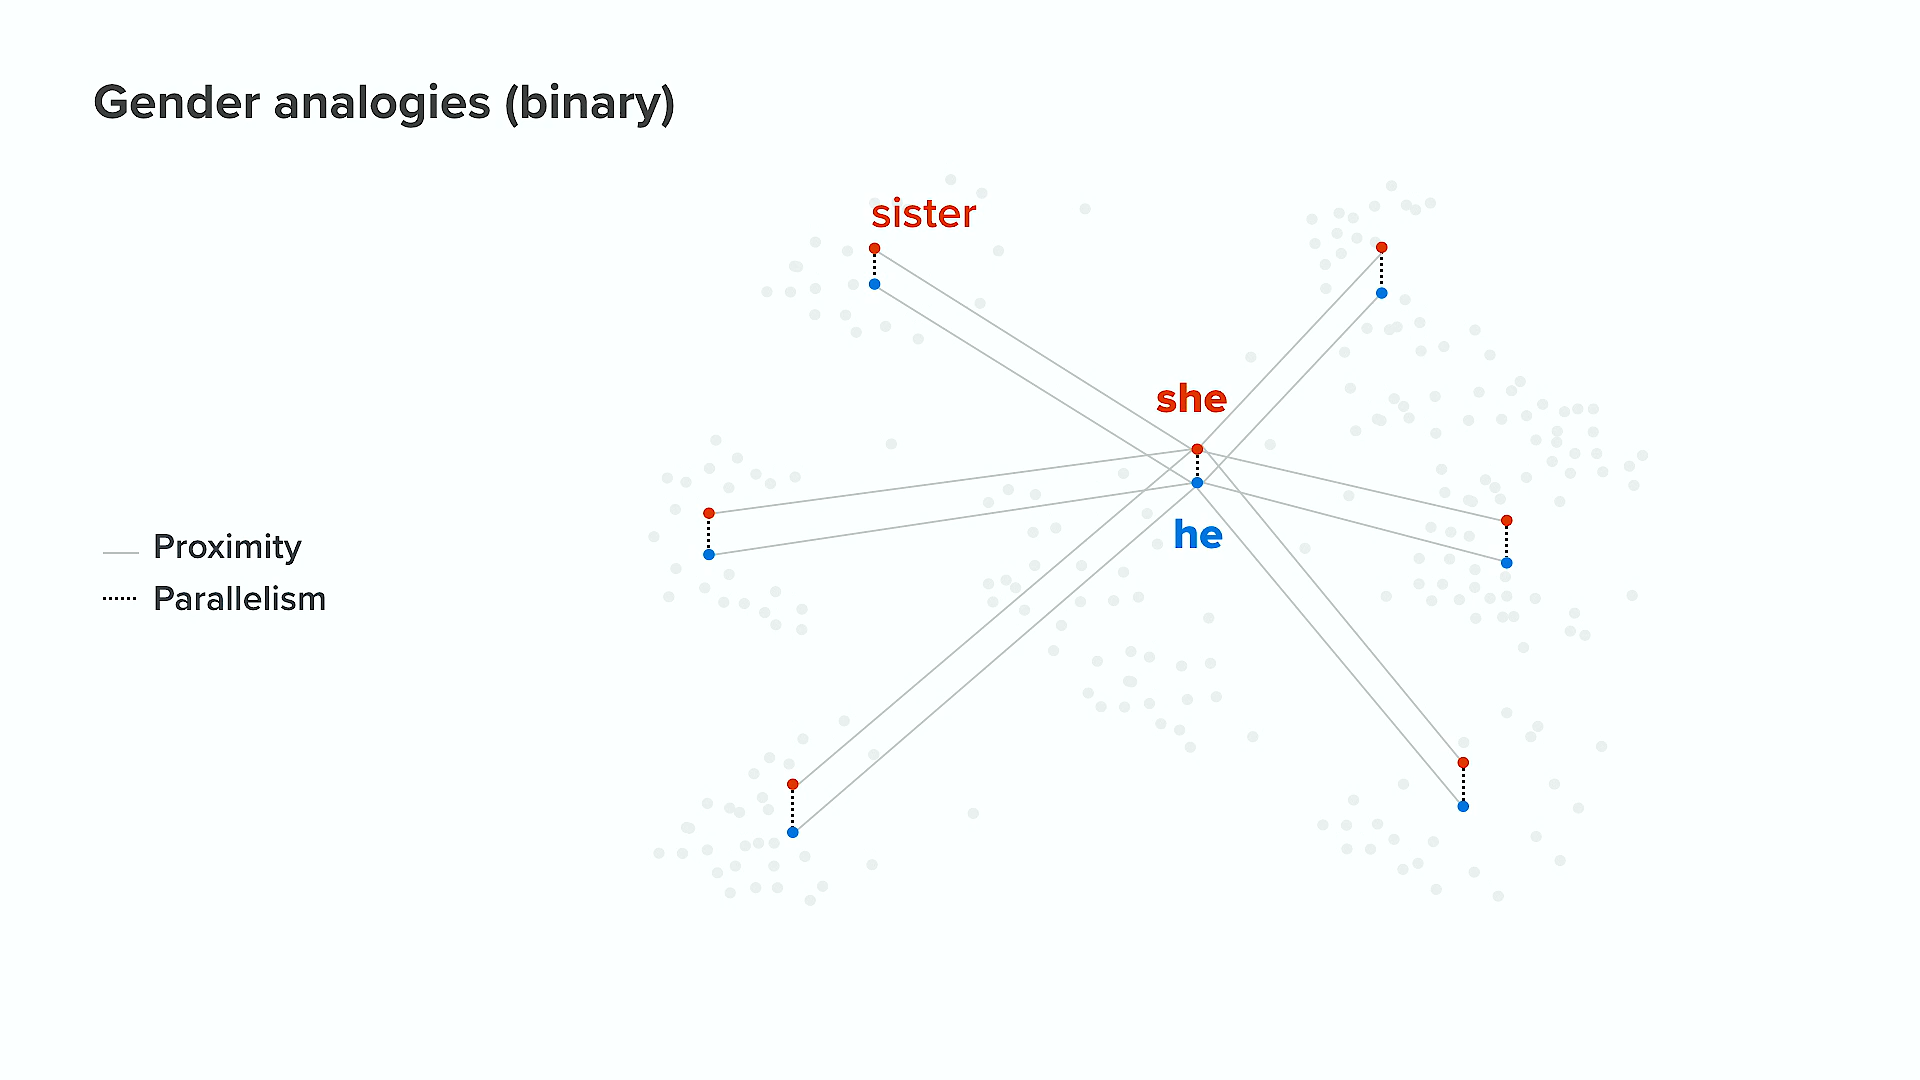 Gender analogies (binary)
sister
she
he
Proximity
Parallelism